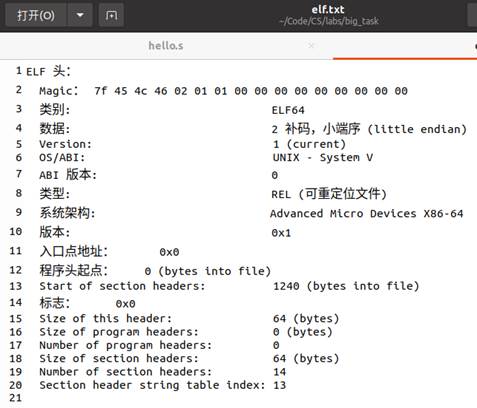 打开(O)
elf.txt
~/Code/CS/labs/big_task
hello.s ×
1 ELF 头：
2 Magic： 7f 45 4c 46 02 01 01 00 00 00 00 00 00 00 00 00
3 类别: ELF64
4 数据: 2 补码，小端序 (little endian)
5 Version: 1 (current)
6 OS/ABI: UNIX - System V
7 ABI 版本: 0
8 类型: REL (可重定位文件)
9 系统架构: Advanced Micro Devices X86-64
10 版本: 0x1
11 入口点地址： 0x0
12 程序头起点： 0 (bytes into file)
13 Start of section headers: 1240 (bytes into file)
14 标志： 0x0
15 Size of this header: 64 (bytes)
16 Size of program headers: 0 (bytes)
17 Number of program headers: 0
18 Size of section headers: 64 (bytes)
19 Number of section headers: 14
20 Section header string table index: 13
21